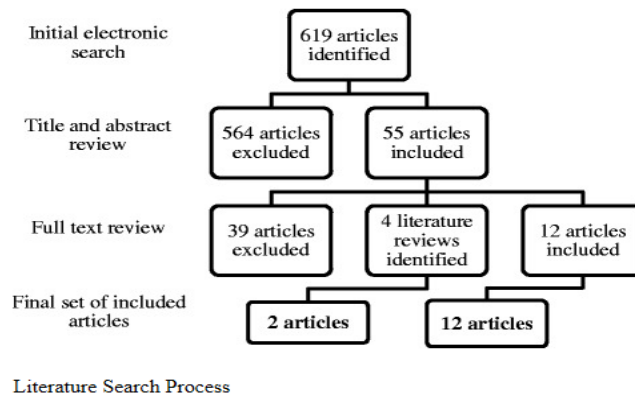 Initial electronic
search
619 articles
identified
Title and abstract
review
564 articles
excluded
55 articles
included
Full text review
39 articles
excluded
4 literature
reviews
identified
12 articles
included
Final set of included
articles
2 articles
12 articles
Literature Search Process